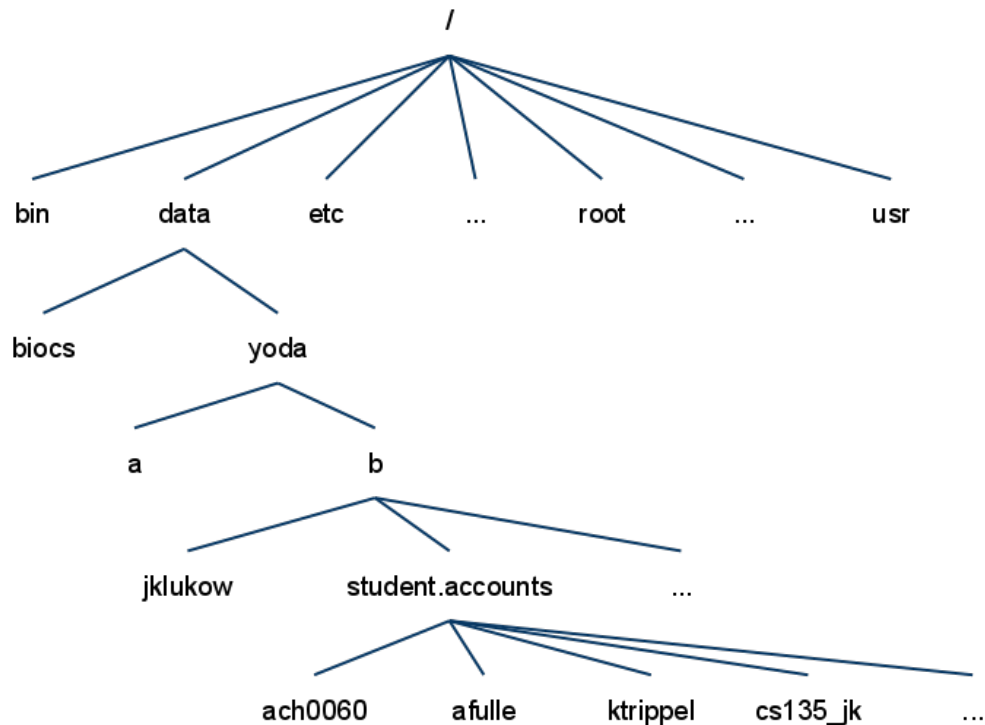 /
bin data etc ... root ... usr
biocs yoda
a b
jklukow student.accounts ...
ach0060 afulle ktrippel cs135_jk ...